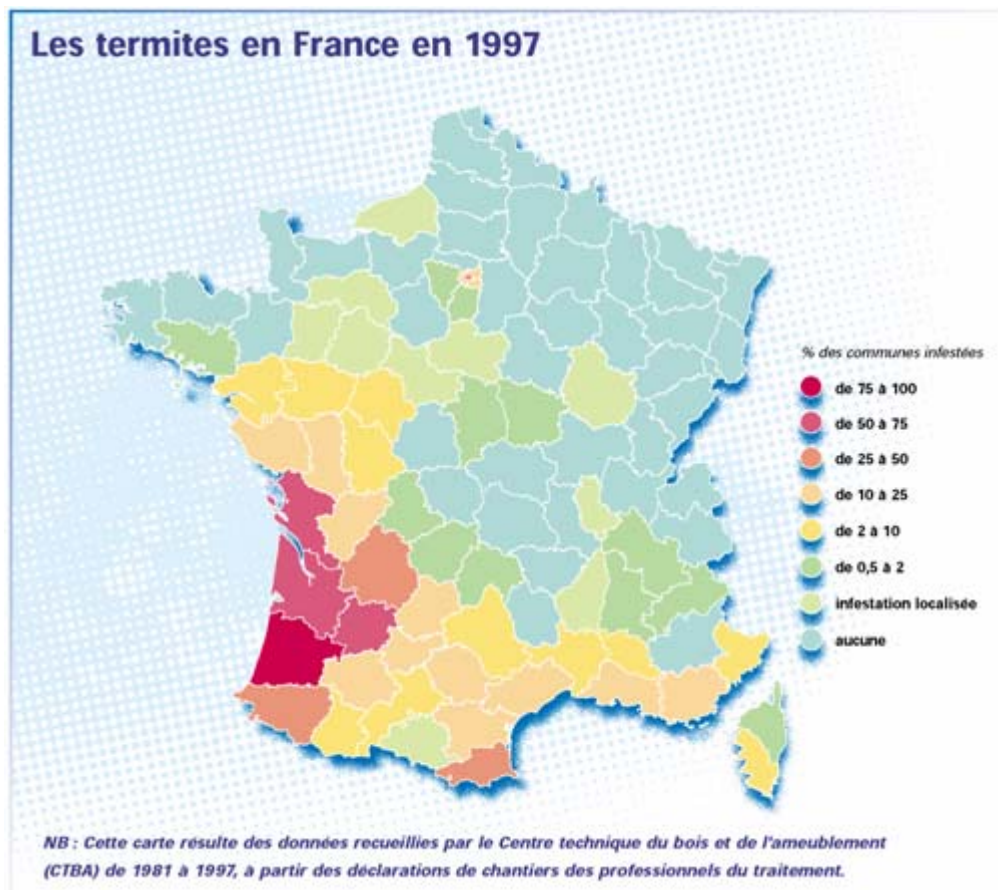 Les termites en France en 1997
% des communes infestées
de 75 à 100
de 50 à 75
de 25 à 50
de 10 à 25
de 2 à 10
de 0,5 à 2
infestation localisée
aucune
NB : Cette carte résulte des données recueillies par le Centre technique du bois et de l'ameublement
(CTBA) de 1981 à 1997, à partir des déclarations de chantiers des professionnels du traitement.